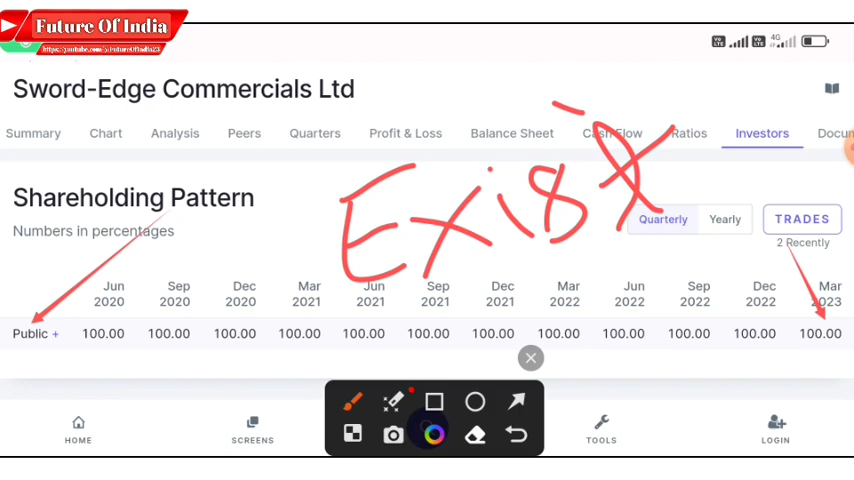 Future Of India
Sword-Edge Commercials Ltd
Summary Chart Analysis Peers Quarters Profit & Loss Balance Sheet Cash Flow Ratios Investors
Shareholding Pattern
Numbers in percentages
Quarterly Yearly TRADES
2 Recently
Jun 2020 Sep 2020 Dec 2020 Mar 2021 Jun 2021 Sep 2021 Dec 2021 Mar 2022 Jun 2022 Sep 2022 Dec 2022 Mar 2023
Public + 100.00 100.00 100.00 100.00 100.00 100.00 100.00 100.00 100.00 100.00 100.00 100.00
HOME SCREENS TOOLS LOGIN